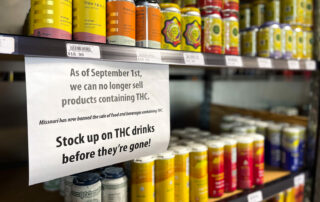 As of September 1st,
we can no longer sell
products containing THC.
Missouri has now banned the sale of food and beverages containing THC.
Stock up on THC drinks
before they're gone!